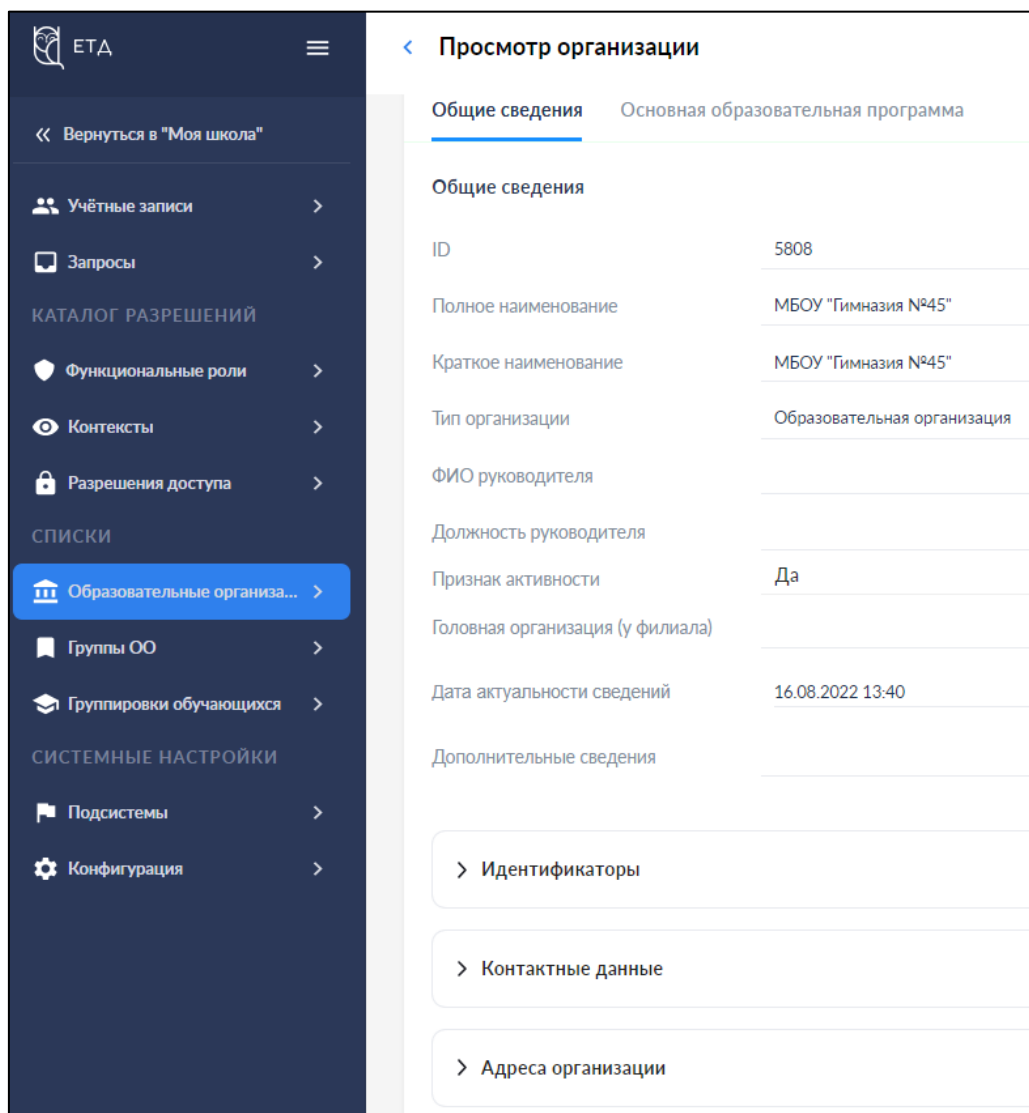 ЕТД
Вернуться в "Моя школа"
Учётные записи
Запросы
КАТАЛОГ РАЗРЕШЕНИЙ
Функциональные роли
Контексты
Разрешения доступа
СПИСКИ
Образовательные организа...
Группы ОО
Группировки обучающихся
СИСТЕМНЫЕ НАСТРОЙКИ
Подсистемы
Конфигурация
Просмотр организации
Общие сведения Основная образовательная программа
Общие сведения
ID 5808
Полное наименование МБОУ "Гимназия №45"
Краткое наименование МБОУ "Гимназия №45"
Тип организации Образовательная организация
ФИО руководителя
Должность руководителя
Признак активности Да
Головная организация (у филиала)
Дата актуальности сведений 16.08.2022 13:40
Дополнительные сведения
Идентификаторы
Контактные данные
Адреса организации